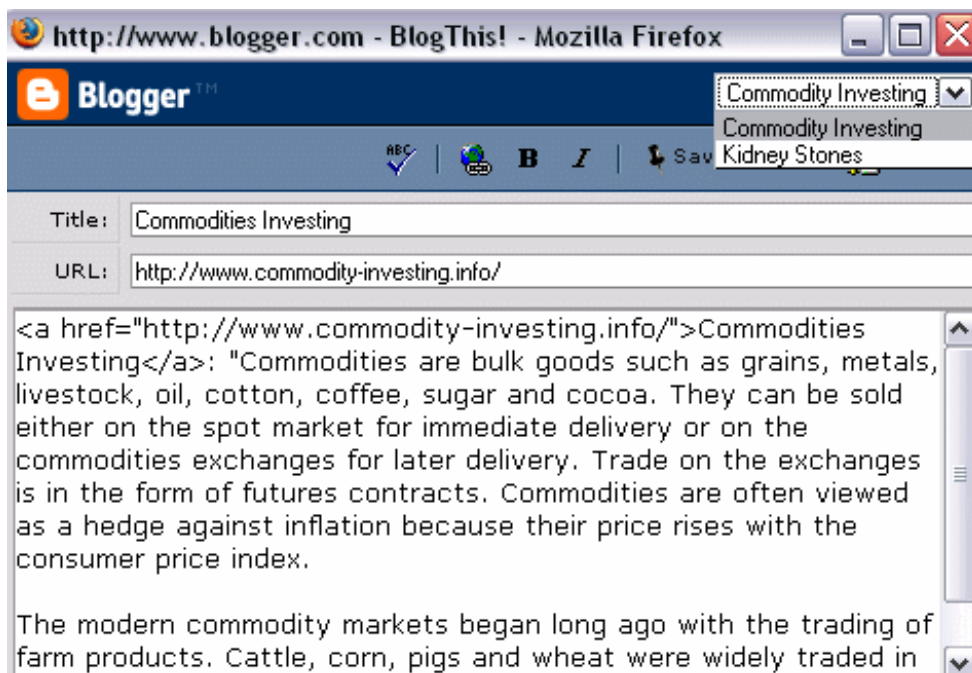 http://www.blogger.com - BlogThis! - Mozilla Firefox
Blogger™
Commodity Investing
Commodity Investing
Kidney Stones
ABC
B I
Sav
Title: Commodities Investing
URL: http://www.commodity-investing.info/
<a href="http://www.commodity-investing.info/">Commodities
Investing</a>: "Commodities are bulk goods such as grains, metals,
livestock, oil, cotton, coffee, sugar and cocoa. They can be sold
either on the spot market for immediate delivery or on the
commodities exchanges for later delivery. Trade on the exchanges
is in the form of futures contracts. Commodities are often viewed
as a hedge against inflation because their price rises with the
consumer price index.
The modern commodity markets began long ago with the trading of
farm products. Cattle, corn, pigs and wheat were widely traded in